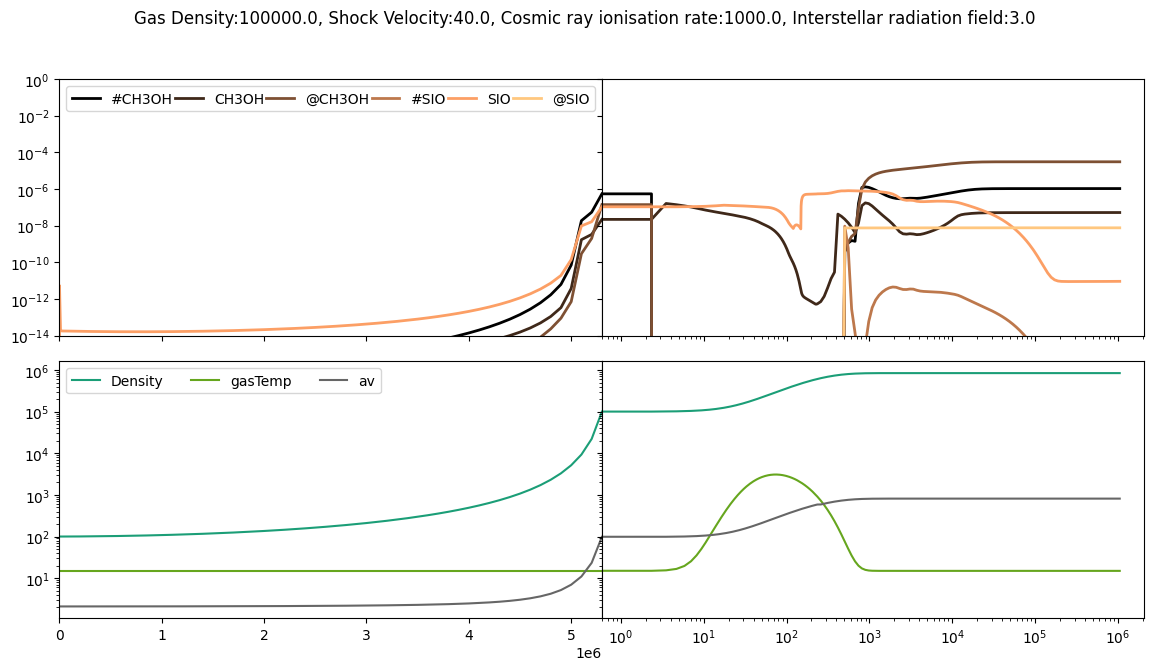 Gas Density:100000.0, Shock Velocity:40.0, Cosmic ray ionisation rate:1000.0, Interstellar radiation field:3.0
#CH3OH CH3OH @CH3OH #SIO SIO @SIO
10^0
10^-2
10^-4
10^-6
10^-8
10^-10
10^-12
10^-14
Density gasTemp av
10^6
10^5
10^4
10^3
10^2
10^1
0 1 2 3 4 5
1e6
10^0 10^1 10^2 10^3 10^4 10^5 10^6